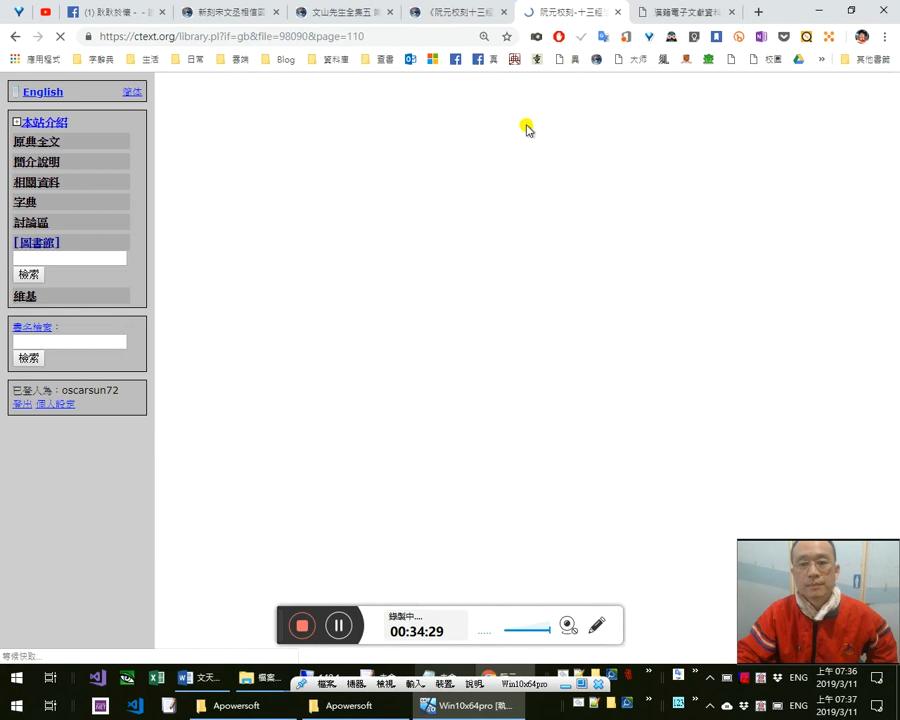 (1) 耿耿於懷 - - 
新刻宋文丞相信國
文山先生全集五
《阮元校刻十三經
阮元校刻-十三經
漢籍電子文獻資料
https://ctext.org/library.pl?if=gb&file=98090&page=110
應用程式
字辭典
生活
日常
雲端
Blog
資料庫
查書
真
異
大师
校園
其他書籤
English
简体
本站介紹
原典全文
簡介說明
相關資料
字典
討論區
[圖書館]
檢索
維基
書名檢索：
檢索
已登入為：oscarsun72
登出 個人設定
錄製中....
00:34:29
等候快取...
文天...
檔案...
ENG
上午 07:36
2019/3/11
檔案、 機器、 檢視、 輸入、 裝置、 說明、 Win10x64pro
Apowersoft
Apowersoft
Win10x64pro [執...
ENG
上午 07:37
2019/3/11